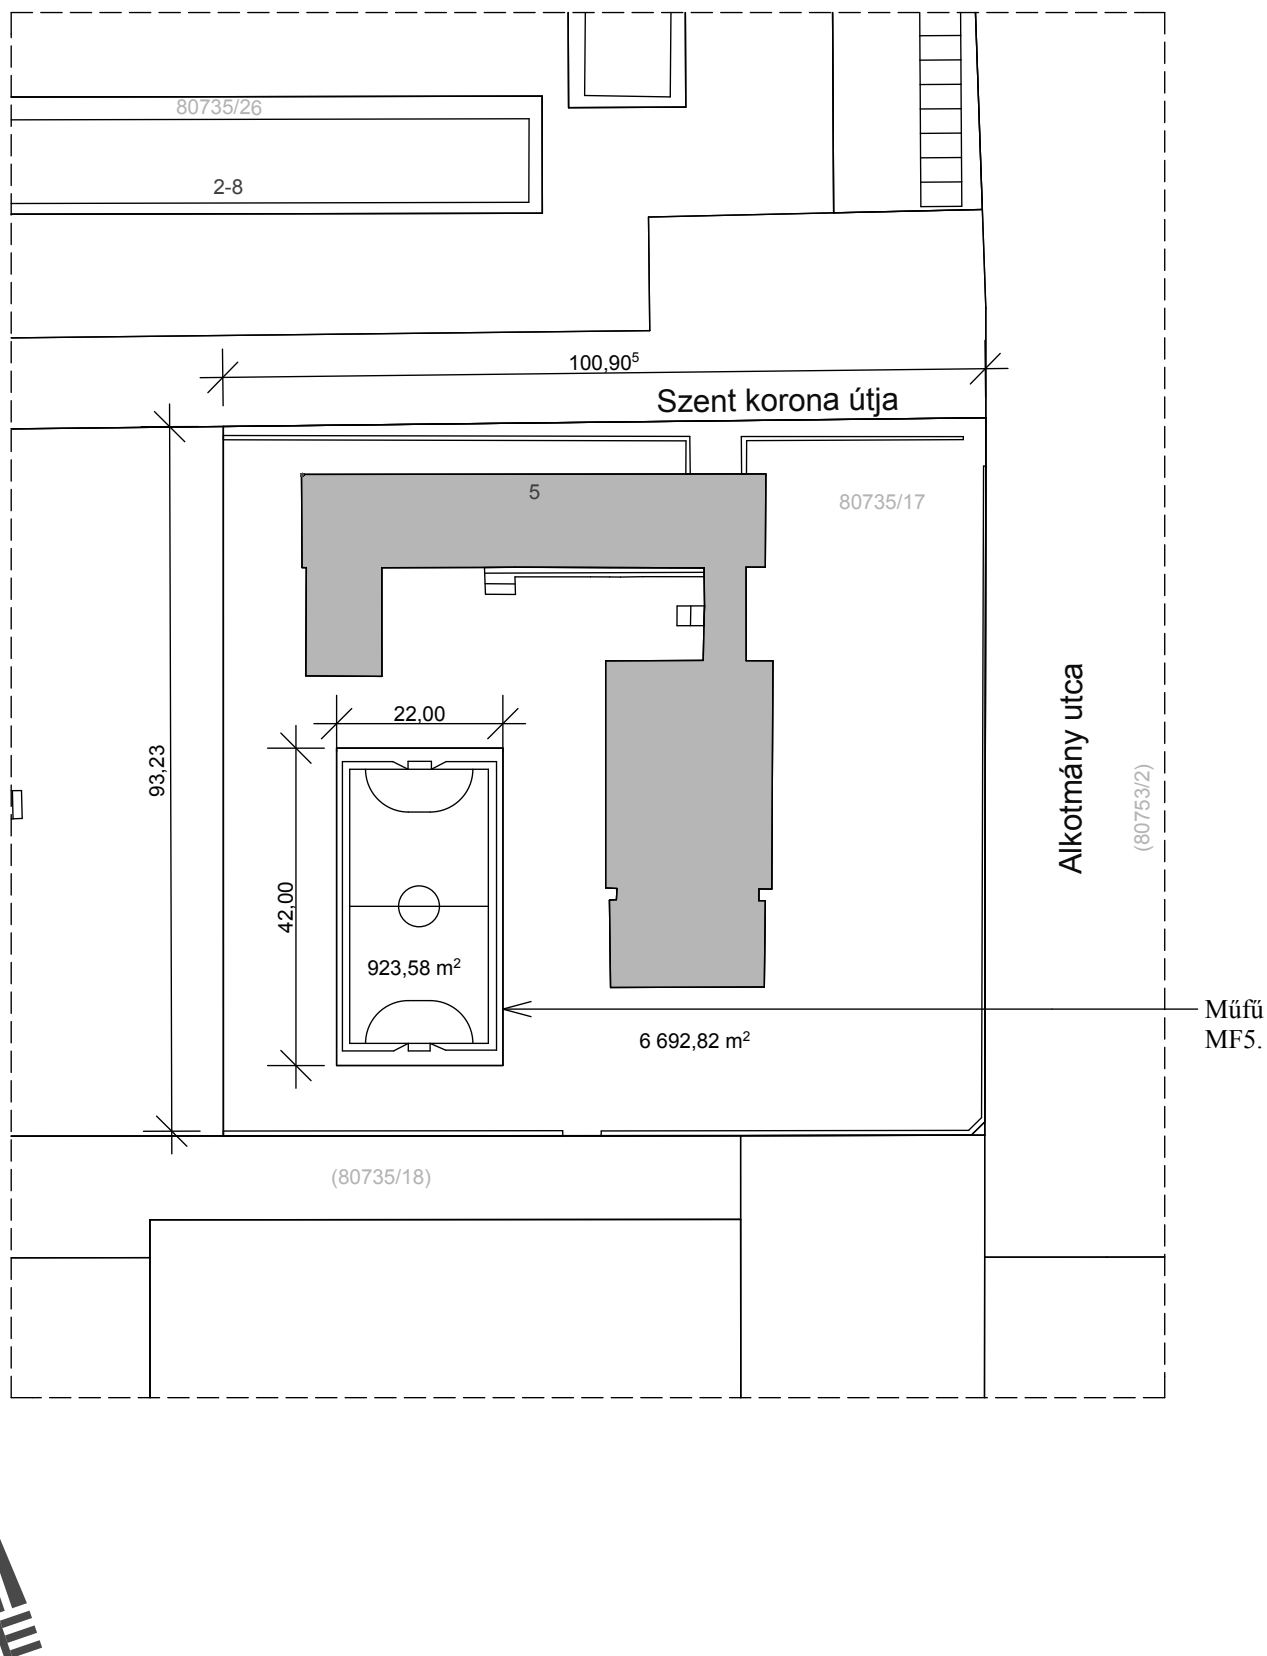 80735/26
2-8
100,90⁵
Szent korona útja
5
80735/17
22,00
93,23
Alkotmány utca
(80753/2)
42,00
923,58 m²
Műfű
MF5.
6 692,82 m²
(80735/18)